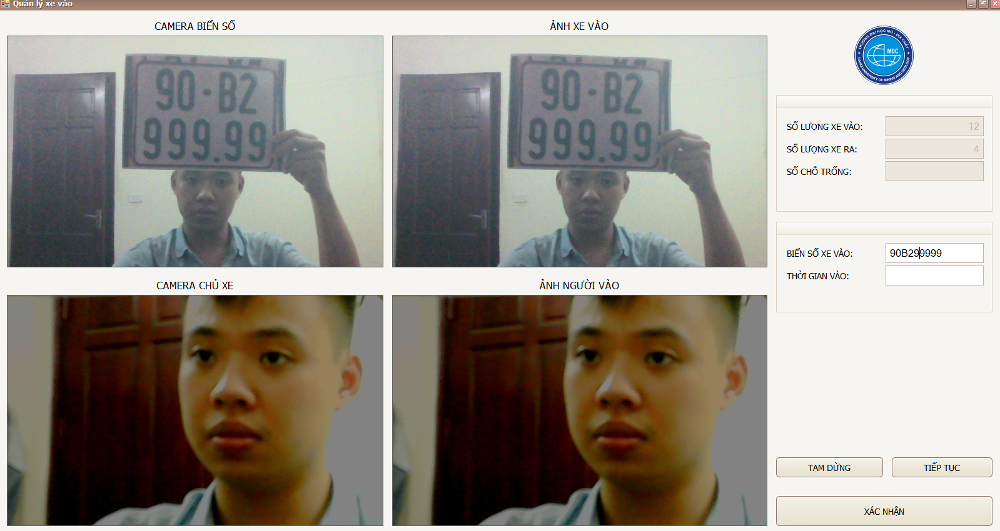 Quản lý xe vào
CAMERA BIỂN SỐ
ẢNH XE VÀO
90-B2
999.99
90-B2
999.99
TRƯỜNG ĐẠI HỌC MỎ - ĐỊA CHẤT
MĐC
HANOI UNIVERSITY OF MINING AND GEOLOGY
SỐ LƯỢNG XE VÀO:
12
SỐ LƯỢNG XE RA:
4
SỐ CHỖ TRỐNG:
BIỂN SỐ XE VÀO:
90B299999
THỜI GIAN VÀO:
CAMERA CHỦ XE
ẢNH NGƯỜI VÀO
TẠM DỪNG
TIẾP TỤC
XÁC NHẬN